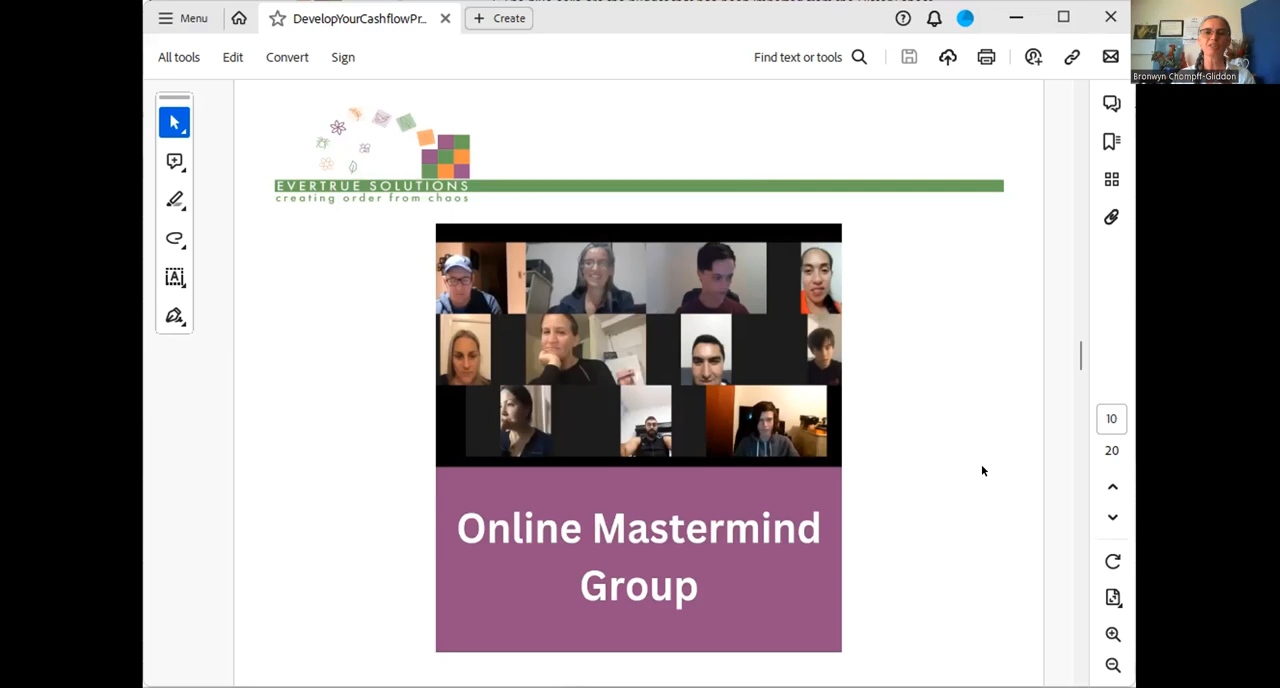 Menu
DevelopYourCashflowPr...
Create
All tools
Edit
Convert
Sign
Find text or tools
Bronwyn Chompff-Gliddon
EVERTRUE SOLUTIONS
creating order from chaos
Online Mastermind
Group
10
20